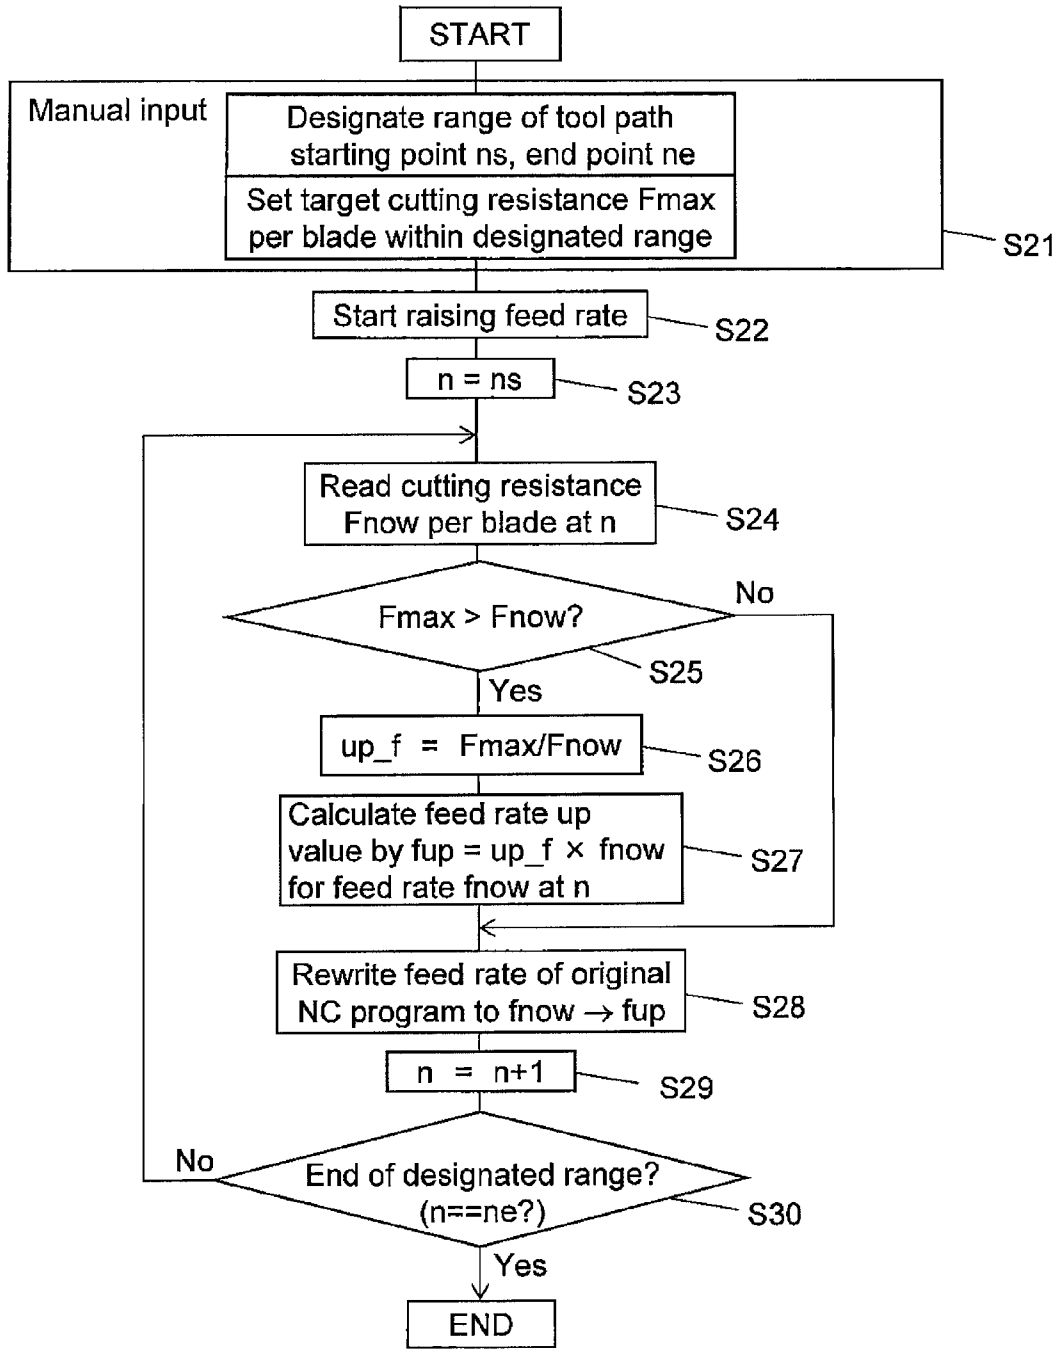 START
Manual input
Designate range of tool path
starting point ns, end point ne
Set target cutting resistance Fmax
per blade within designated range
S21
Start raising feed rate
S22
n = ns
S23
Read cutting resistance
Fnow per blade at n
S24
Fmax > Fnow?
No
S25
Yes
up_f = Fmax/Fnow
S26
Calculate feed rate up
value by fup = up_f × fnow
for feed rate fnow at n
S27
Rewrite feed rate of original
NC program to fnow → fup
S28
n = n+1
S29
No
End of designated range?
(n==ne?)
S30
Yes
END